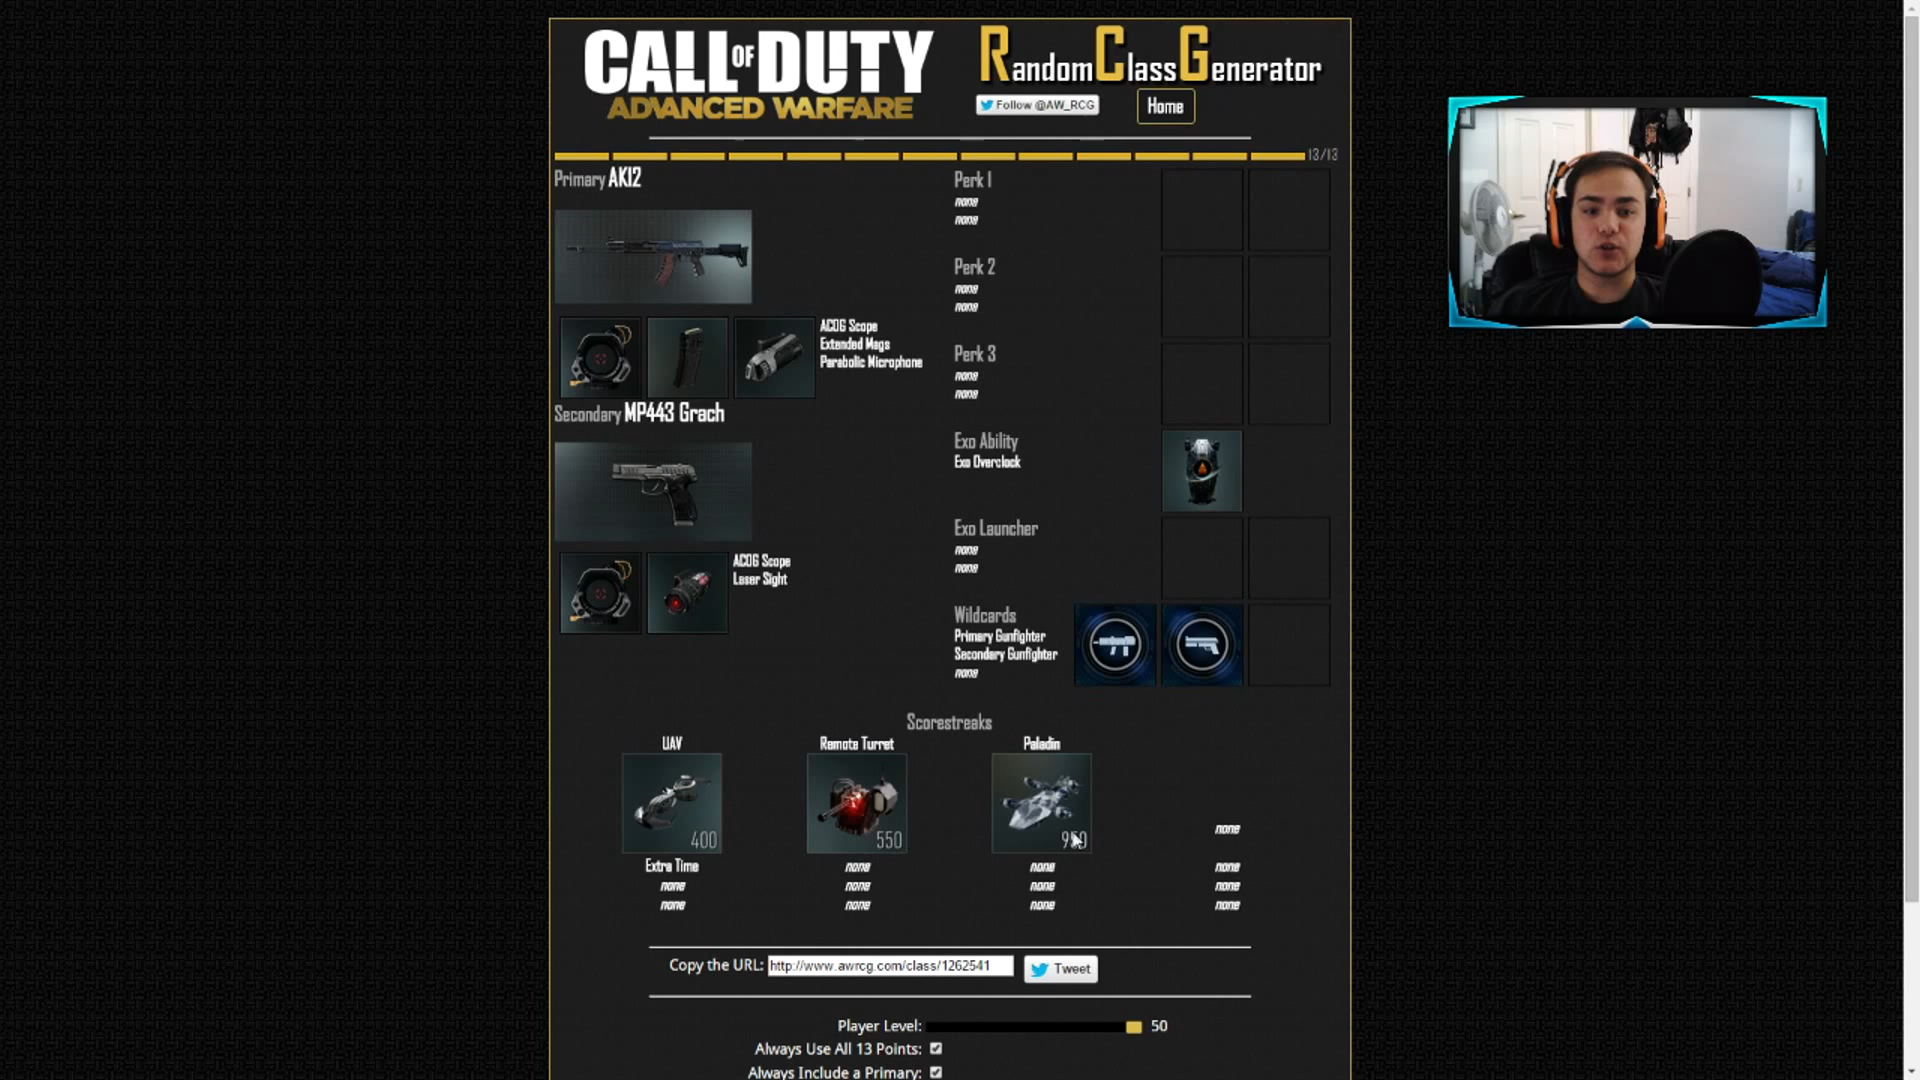 CALL OF DUTY
ADVANCED WARFARE
RandomClassGenerator
Follow @AW_RCG
Home
13/13
Primary AK12
ACOG Scope
Extended Mags
Parabolic Microphone
Secondary MP443 Grach
ACOG Scope
Laser Sight
Perk 1
none
none
Perk 2
none
none
Perk 3
none
none
Exo Ability
Exo Overclock
Exo Launcher
none
none
Wildcards
Primary Gunfighter
Secondary Gunfighter
none
Scorestreaks
UAV
Remote Turret
Paladin
400
550
none
Extra Time
none
none
none
none
none
none
none
none
none
none
none
Copy the URL: http://www.awrcg.com/class/1262541
Tweet
Player Level: 50
Always Use All 13 Points:
Always Include a Primary: